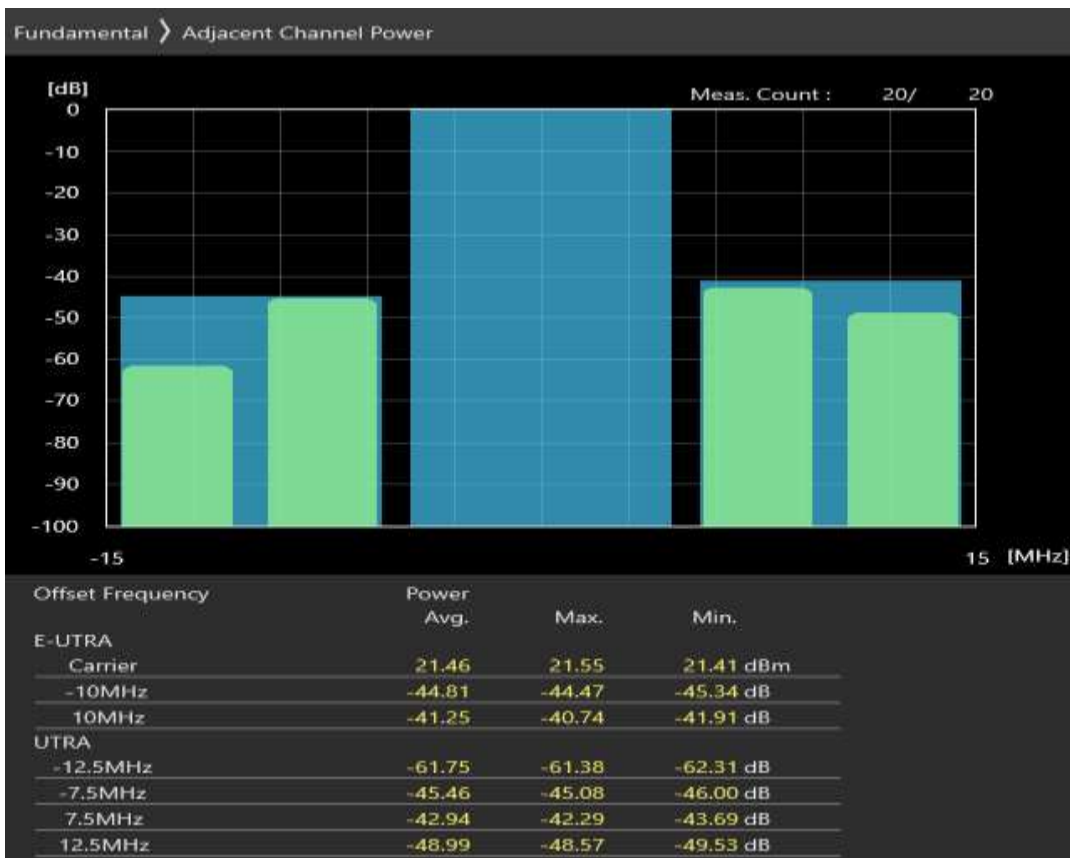 Fundamental ❯ Adjacent Channel Power
[dB]
Meas. Count : 20/ 20
0
-10
-20
-30
-40
-50
-60
-70
-80
-90
-100
-15 15 [MHz]
Offset Frequency Power
Avg. Max. Min.
E-UTRA
Carrier 21.46 21.55 21.41 dBm
-10MHz -44.81 -44.47 -45.34 dB
10MHz -41.25 -40.74 -41.91 dB
UTRA
-12.5MHz -61.75 -61.38 -62.31 dB
-7.5MHz -45.46 -45.08 -46.00 dB
7.5MHz -42.94 -42.29 -43.69 dB
12.5MHz -48.99 -48.57 -49.53 dB